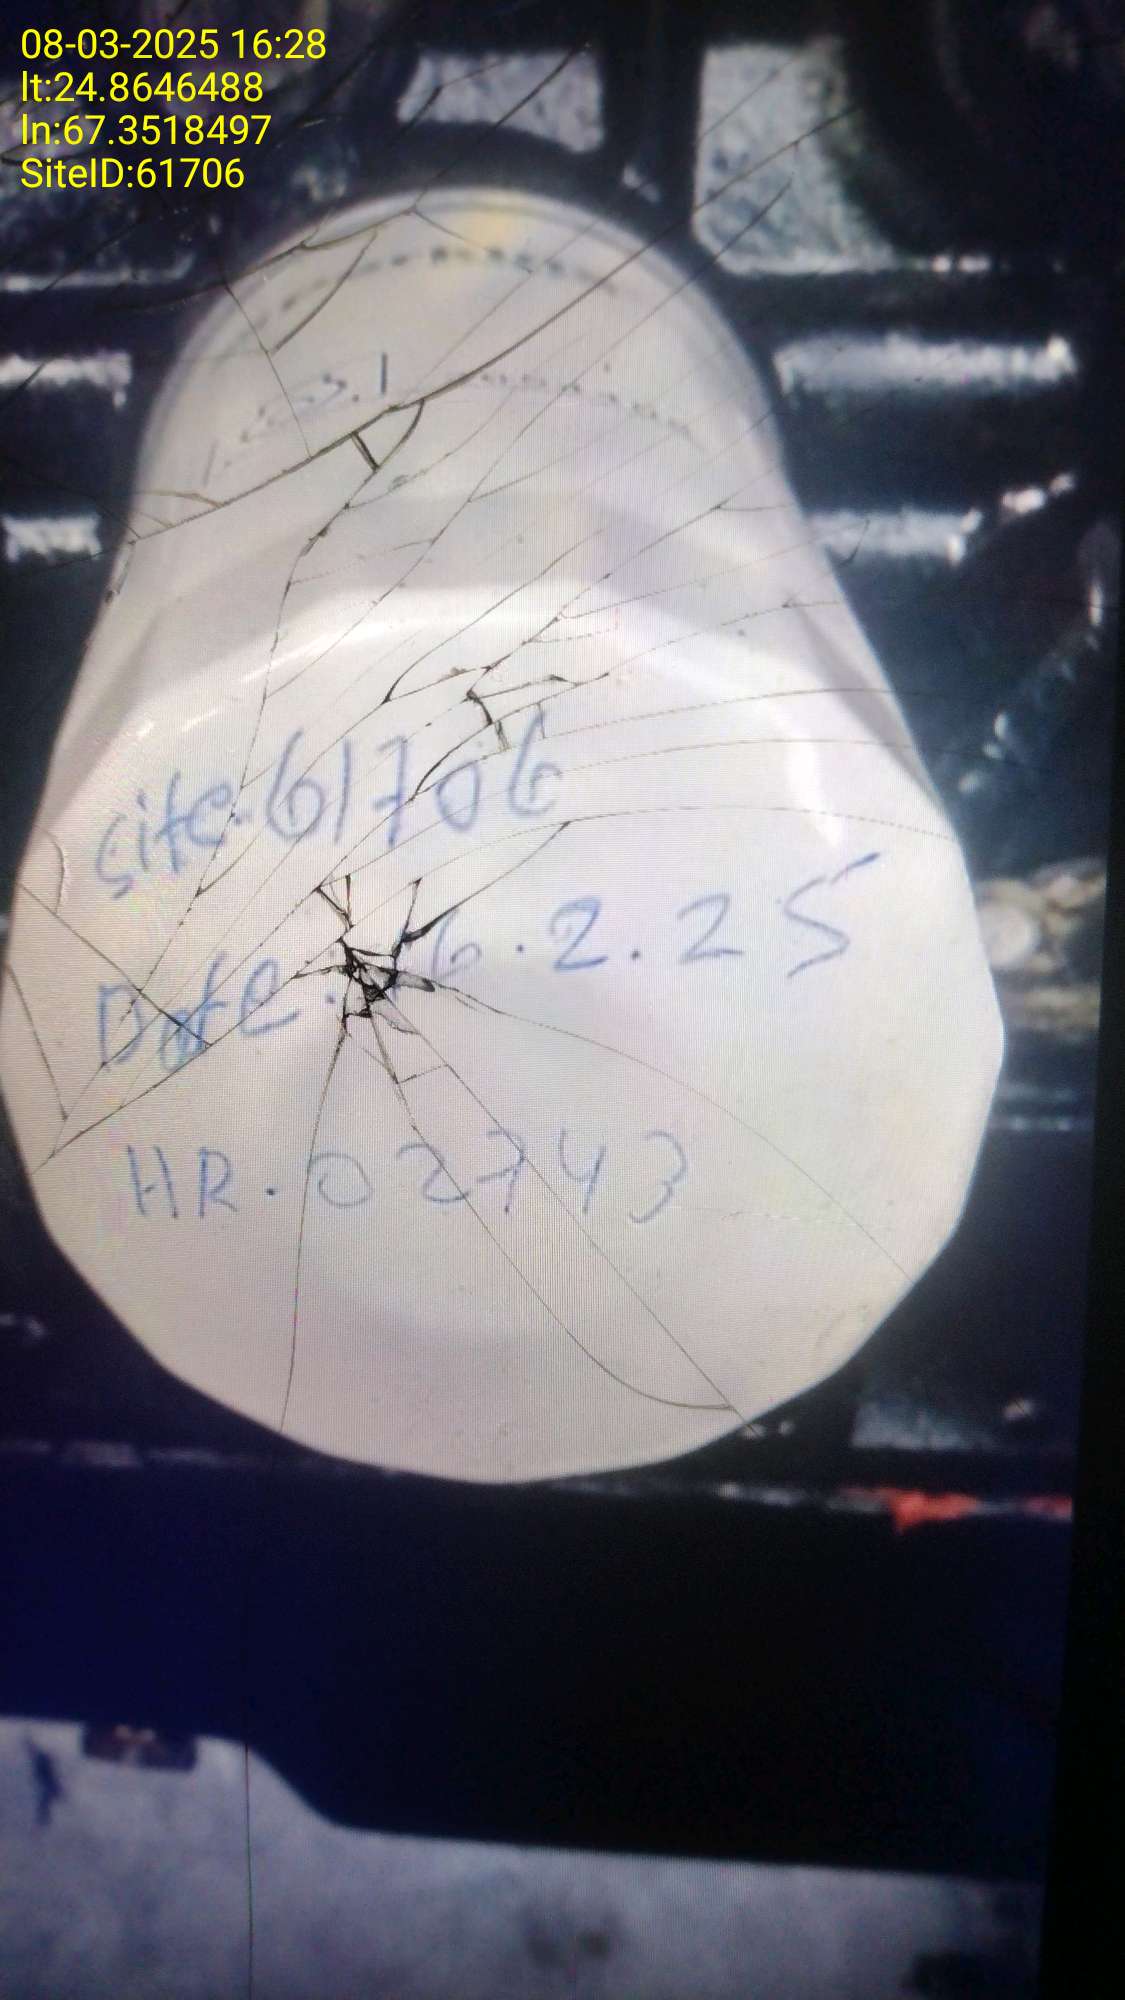 08-03-2025 16:28
lt:24.8646488
ln:67.3518497
SiteID:61706
site.61706
Date. 6.2.25
HR.02743